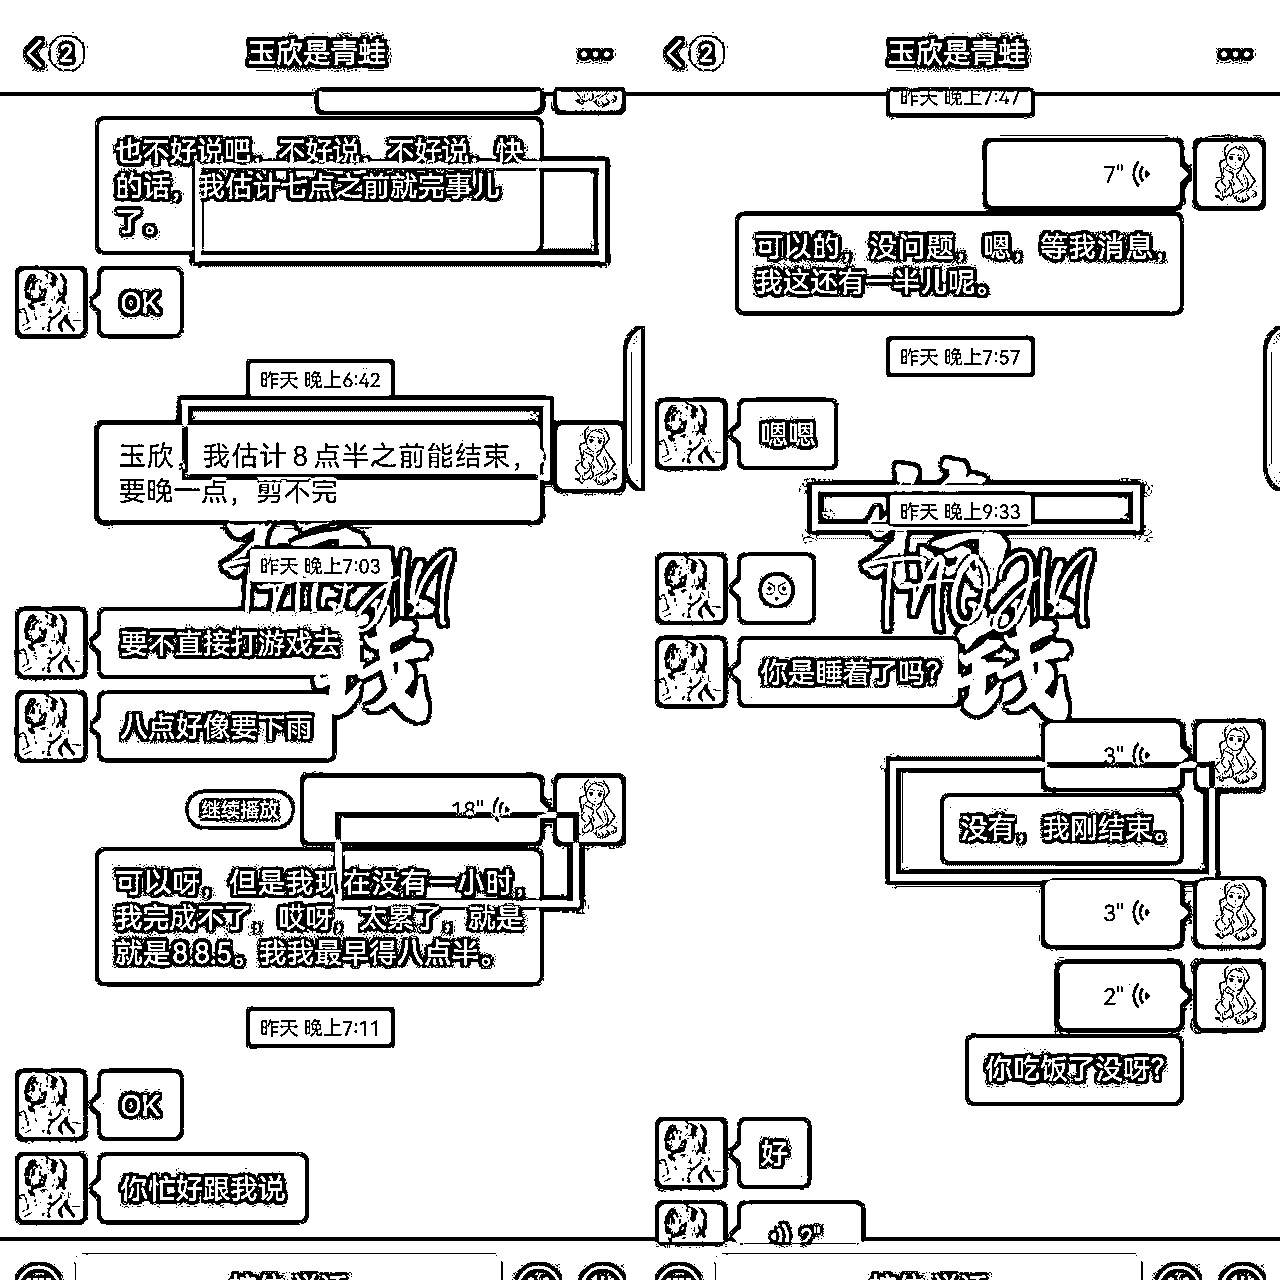 ②
玉欣是青蛙
也不好说吧，不好说，不好说，快
的话，我估计七点之前就完事儿
了。
OK
昨天 晚上6:42
玉欣，我估计8点半之前能结束，
要晚一点，剪不完
昨天 晚上7:03
要不直接打游戏去
八点好像要下雨
继续播放
18"
可以呀，但是我现在没有一小时，
我完成不了，哎呀，太累了，就是
就是8.8.5。我我最早得八点半。
昨天 晚上7:11
OK
你忙好跟我说
②
玉欣是青蛙
昨天 晚上7:47
7"
可以的，没问题，嗯，等我消息，
我这还有一半儿呢。
昨天 晚上7:57
嗯嗯
昨天 晚上9:33
TAOJIN
你是睡着了吗？
3"
没有，我刚结束。
3"
2"
你吃饭了没呀？
好
2"